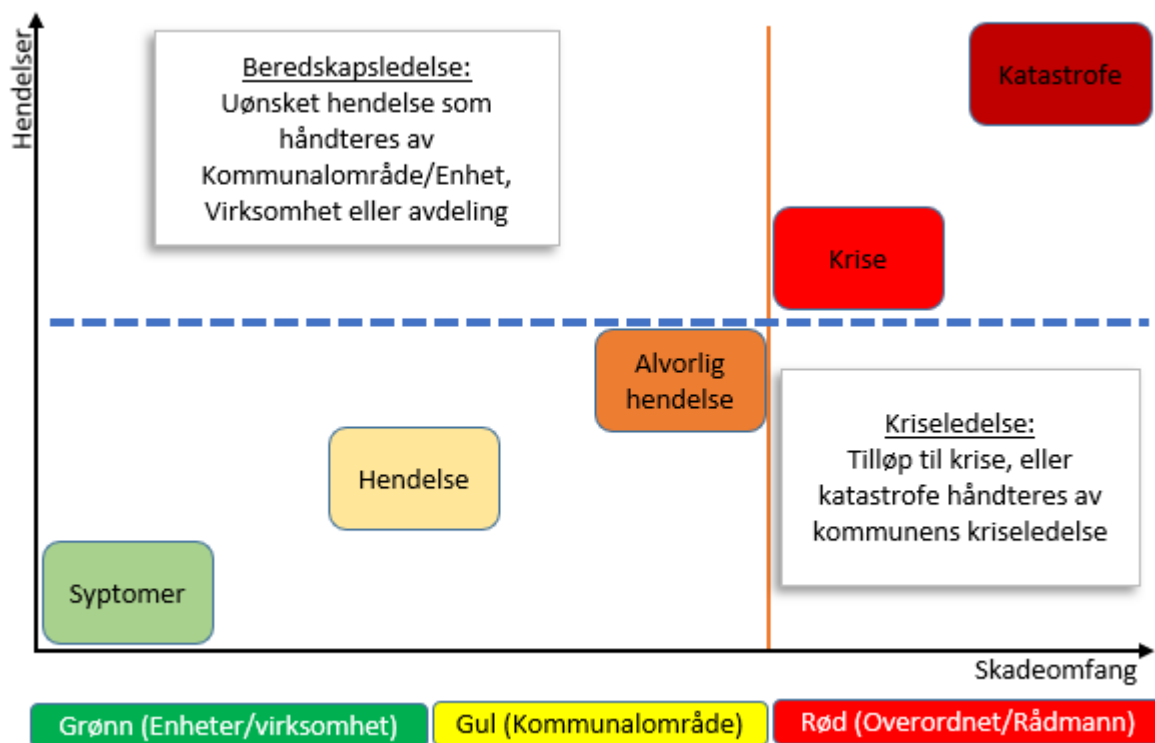 Hendelser
Beredskapsledelse:
Uønsket hendelse som
håndteres av
Kommunalområde/Enhet,
Virksomhet eller avdeling
Katastrofe
Krise
Alvorlig
hendelse
Kriseledelse:
Tilløp til krise, eller
katastrofe håndteres av
kommunens kriseledelse
Hendelse
Syptomer
Skadeomfang
Grønn (Enheter/virksomhet)
Gul (Kommunalområde)
Rød (Overordnet/Rådmann)